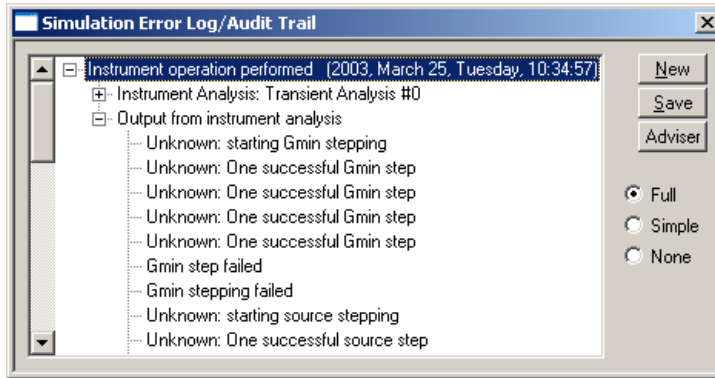 Simulation Error Log/Audit Trail
Instrument operation performed (2003, March 25, Tuesday, 10:34:57)
Instrument Analysis: Transient Analysis #0
Output from instrument analysis
Unknown: starting Gmin stepping
Unknown: One successful Gmin step
Unknown: One successful Gmin step
Unknown: One successful Gmin step
Unknown: One successful Gmin step
Gmin step failed
Gmin stepping failed
Unknown: starting source stepping
Unknown: One successful source step
New
Save
Adviser
Full
Simple
None